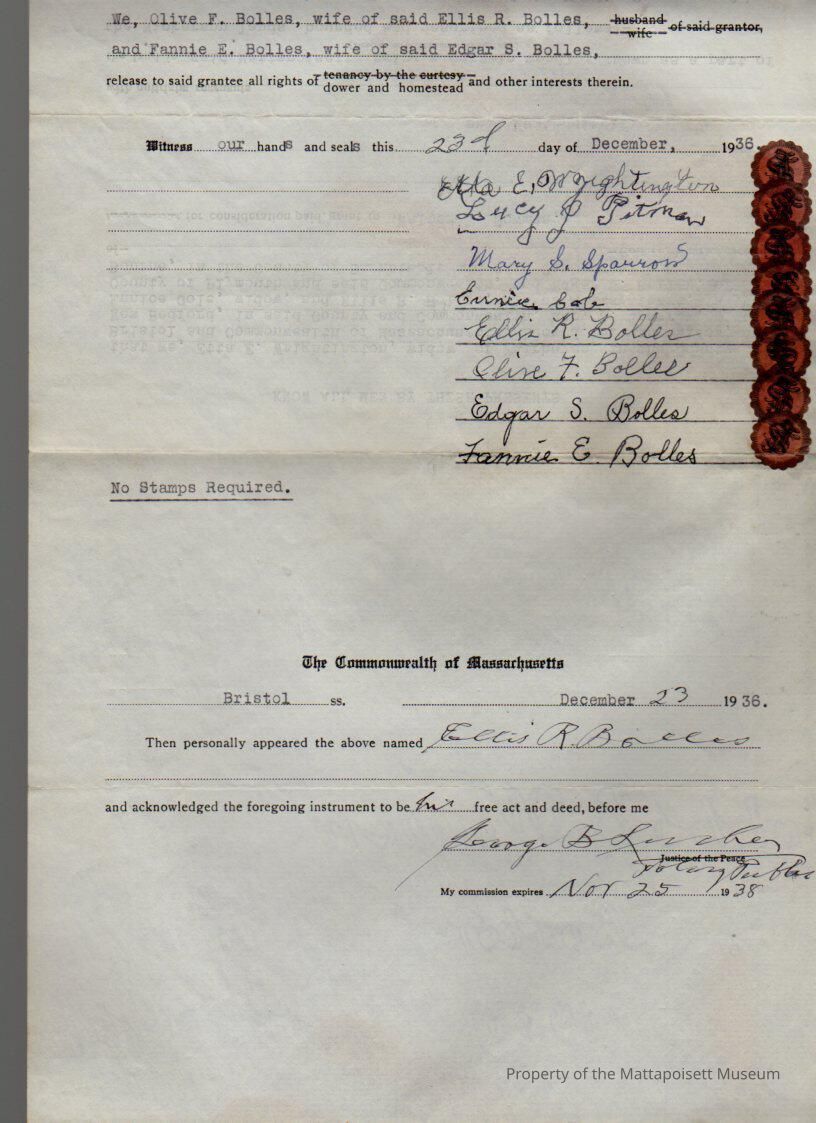 We, Olive F. Bolles, wife of said Ellis R. Bolles, husband wife of said grantor,
and Fannie E. Bolles, wife of said Edgar S. Bolles,
release to said grantee all rights of tenancy by the curtesy dower and homestead and other interests therein.
Witness our hands and seals this 23d day of December, 1936.
Etta E. Wrightington
Lucy J Pitman
Mary S. Sparrow
Eunice Cole
Ellis R. Bolles
Olive F. Bolles
Edgar S. Bolles
Fannie E. Bolles
No Stamps Required.
The Commonwealth of Massachusetts
Bristol ss. December 23 1936.
Then personally appeared the above named Ellis R. Bolles
and acknowledged the foregoing instrument to be his free act and deed, before me
George B
Justice of the Peace
Notary Public
My commission expires Nov 25 1938
Property of the Mattapoisett Museum